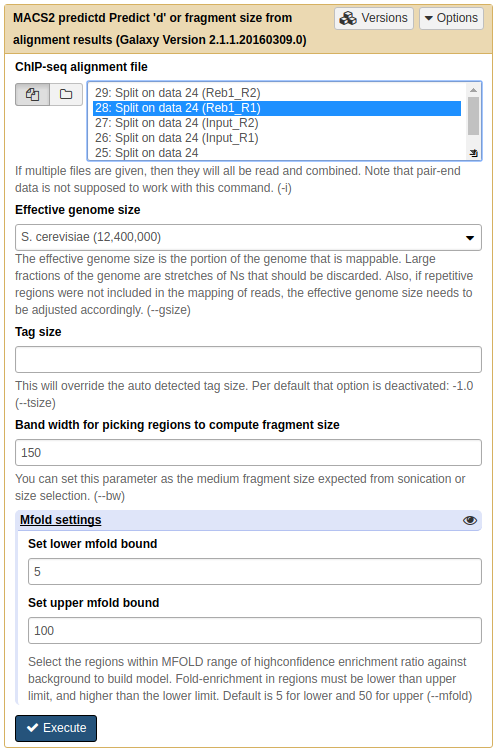 MACS2 predictd Predict 'd' or fragment size from
alignment results (Galaxy Version 2.1.1.20160309.0)
Versions
Options
ChIP-seq alignment file
29: Split on data 24 (Reb1_R2)
28: Split on data 24 (Reb1_R1)
27: Split on data 24 (Input_R2)
26: Split on data 24 (Input_R1)
25: Split on data 24
If multiple files are given, then they will all be read and combined. Note that pair-end
data is not supposed to work with this command. (-i)
Effective genome size
S. cerevisiae (12,400,000)
The effective genome size is the portion of the genome that is mappable. Large
fractions of the genome are stretches of Ns that should be discarded. Also, if repetitive
regions were not included in the mapping of reads, the effective genome size needs to
be adjusted accordingly. (--gsize)
Tag size
This will override the auto detected tag size. Per default that option is deactivated: -1.0
(--tsize)
Band width for picking regions to compute fragment size
150
You can set this parameter as the medium fragment size expected from sonication or
size selection. (--bw)
Mfold settings
Set lower mfold bound
5
Set upper mfold bound
100
Select the regions within MFOLD range of highconfidence enrichment ratio against
background to build model. Fold-enrichment in regions must be lower than upper
limit, and higher than the lower limit. Default is 5 for lower and 50 for upper (--mfold)
Execute